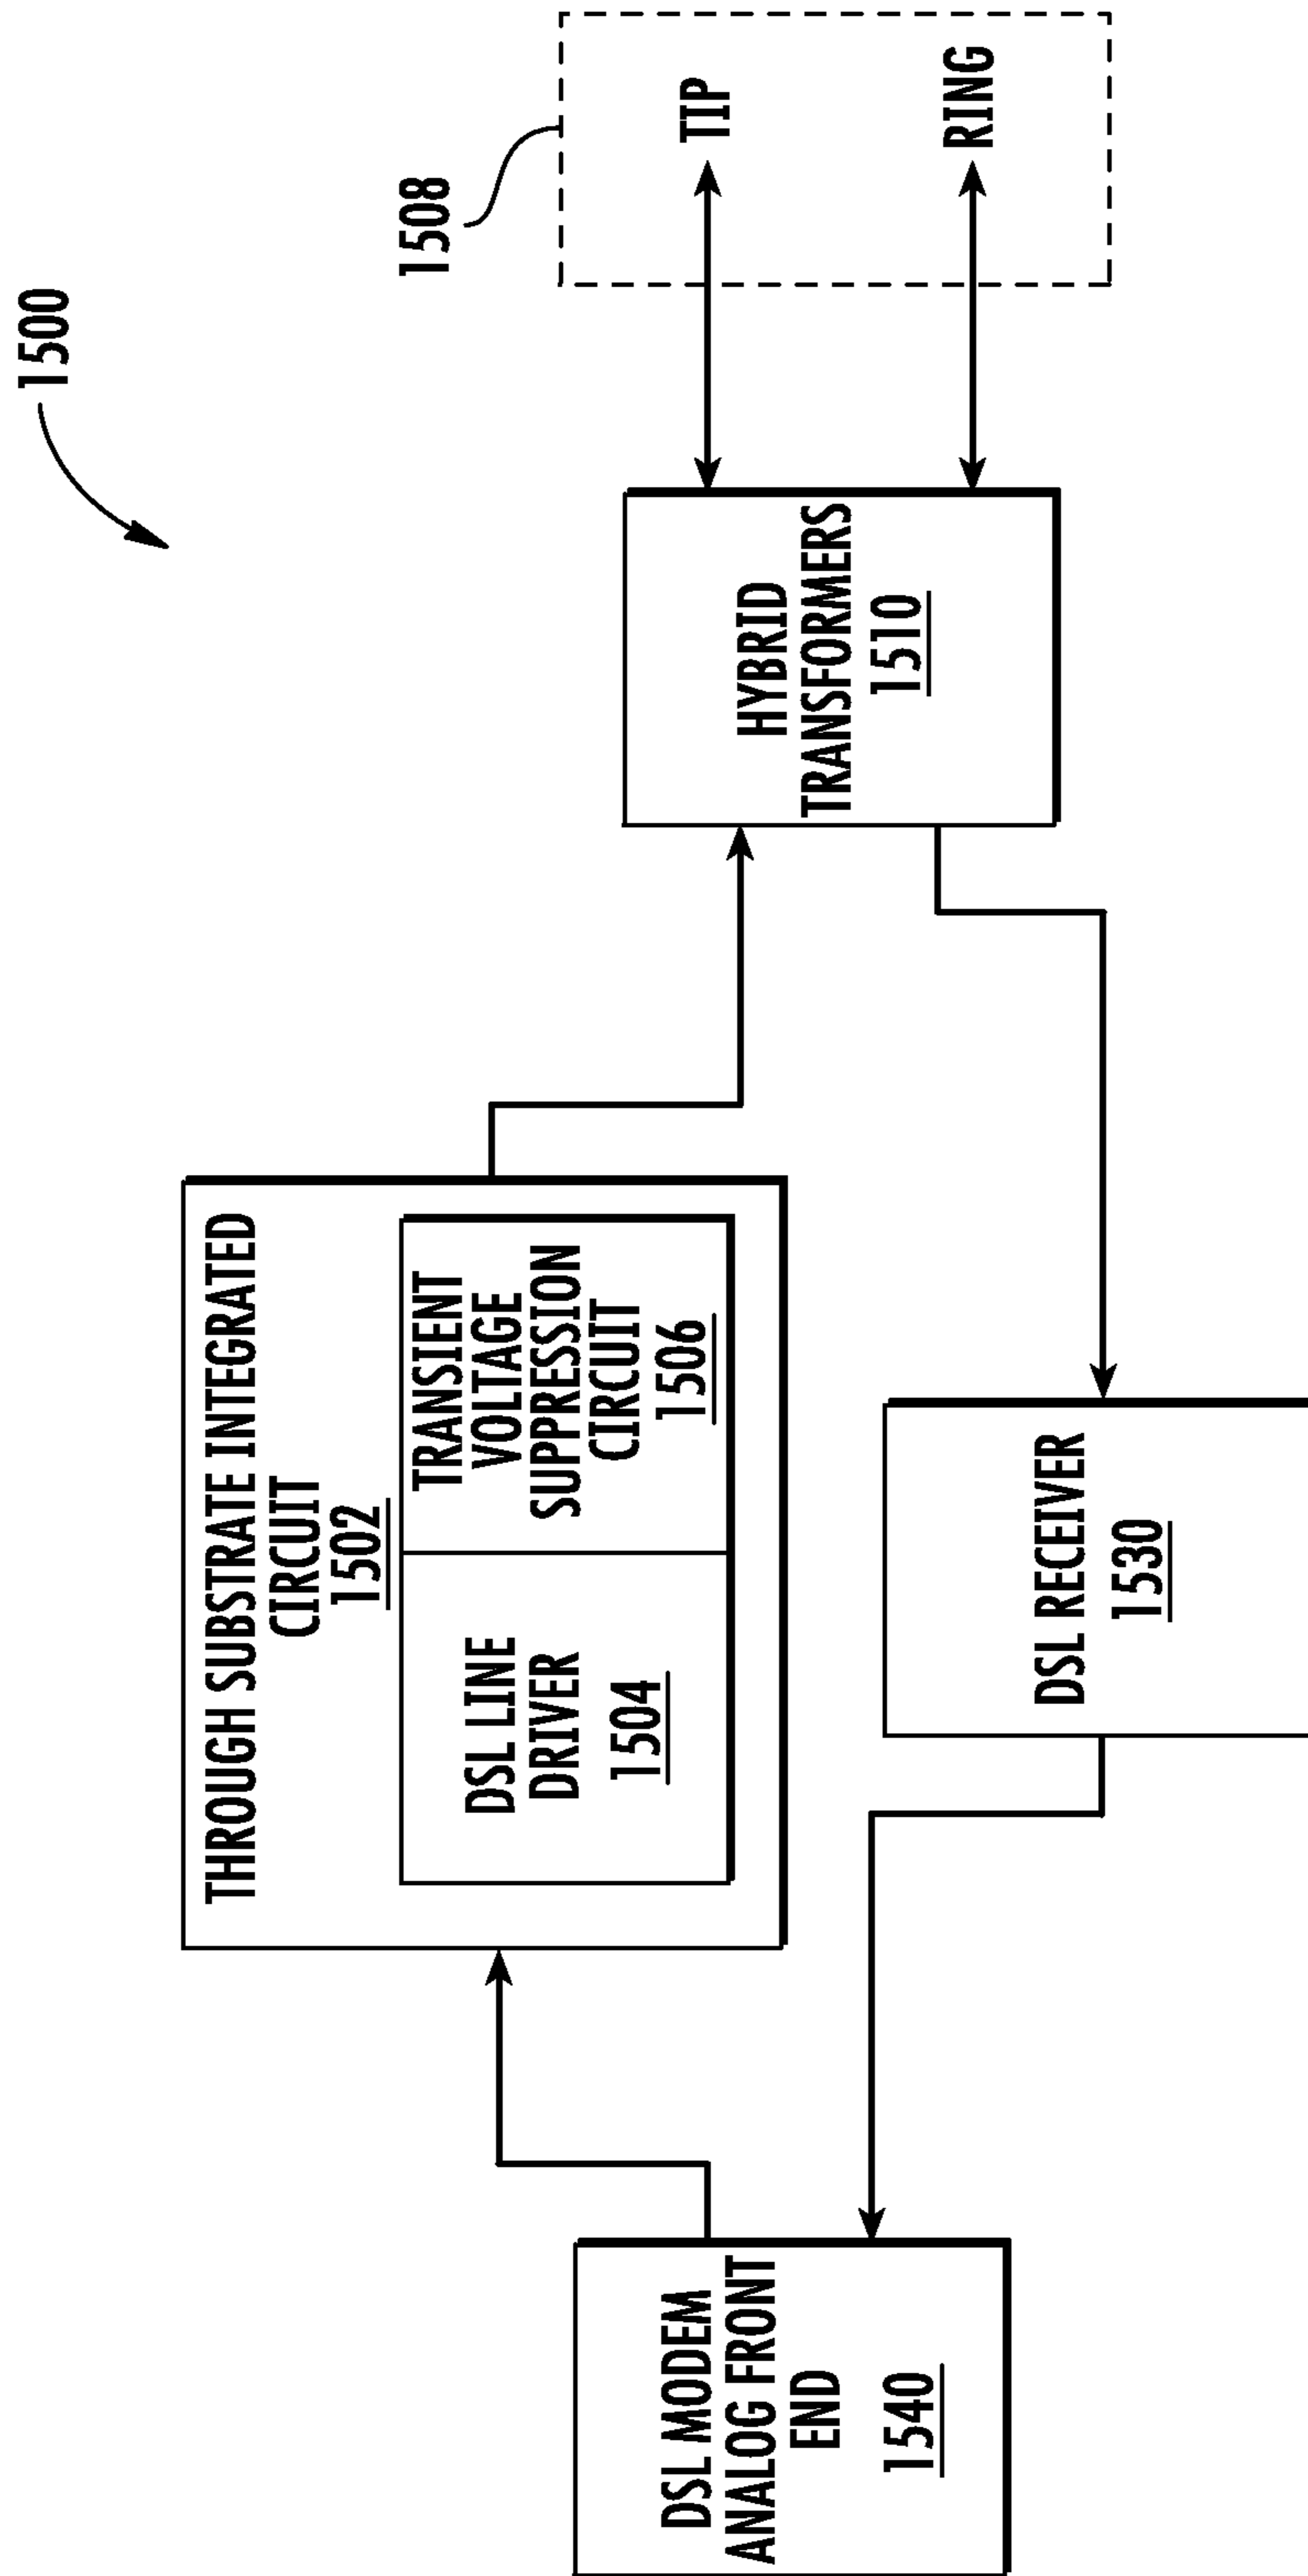 1500
1508
TIP
RING
THROUGH SUBSTRATE INTEGRATED
CIRCUIT
1502
DSL LINE
DRIVER
1504
TRANSIENT
VOLTAGE
SUPPRESSION
CIRCUIT
1506
HYBRID
TRANSFORMERS
1510
DSL MODEM
ANALOG FRONT
END
1540
DSL RECEIVER
1530